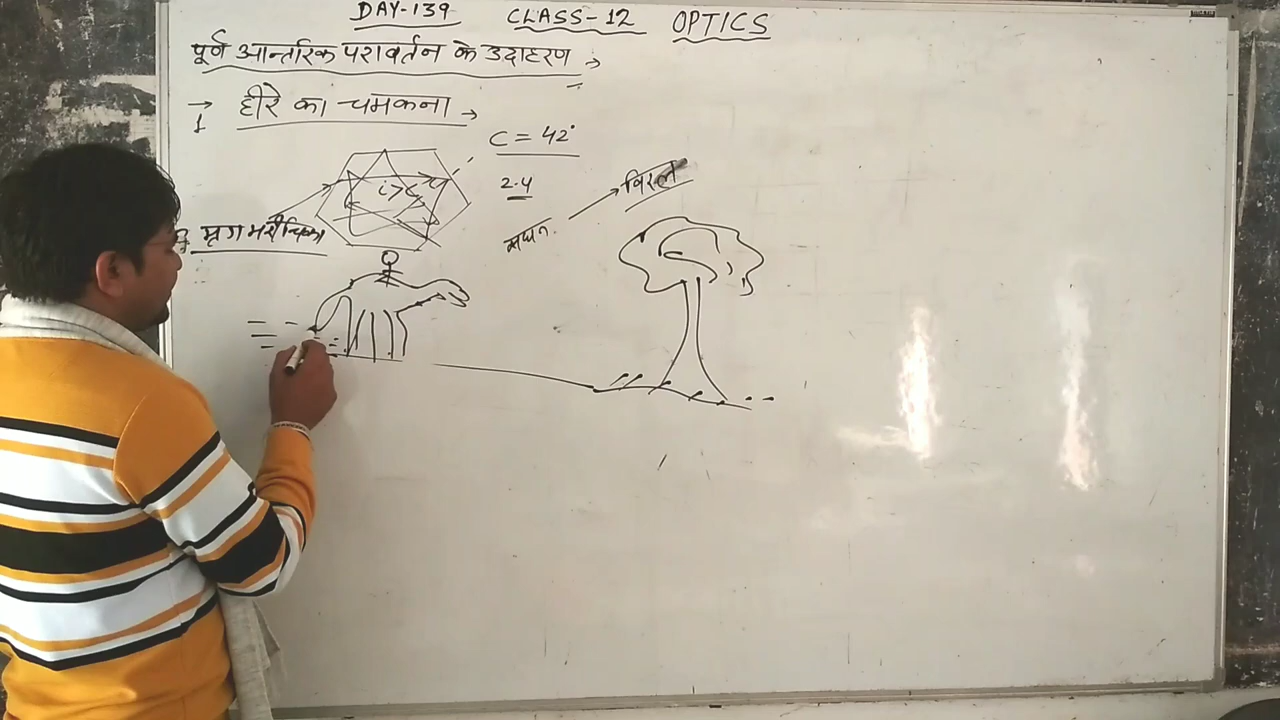 DAY-139 CLASS-12 OPTICS
पूर्ण आन्तरिक परावर्तन के उदाहरण →
→ हीरे का चमकना →
1
C = 42°
2.4
सघन → विरल
मृग मरीचिका